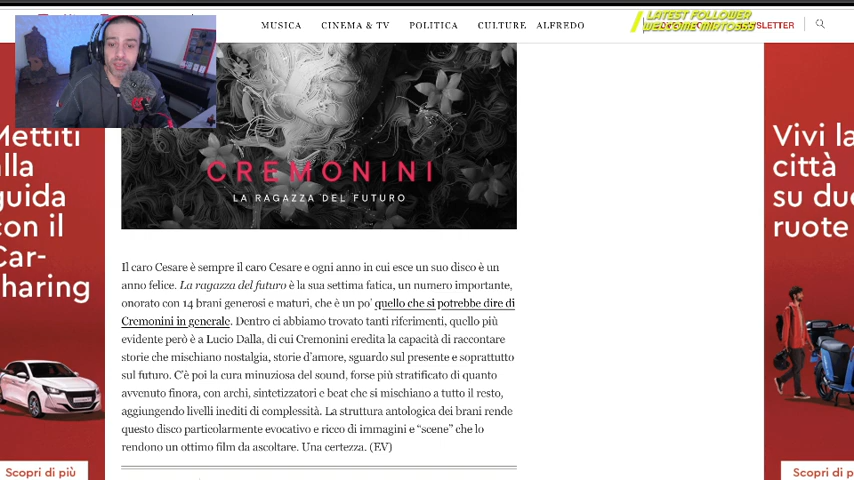 MUSICA CINEMA & TV POLITICA CULTURE ALFREDO
LATEST FOLLOWER
WELCOME MIRTO555
NEWSLETTER
Mettiti
alla
guida
con il
Car-
haring
Scopri di più
CREMONINI
LA RAGAZZA DEL FUTURO
Il caro Cesare è sempre il caro Cesare e ogni anno in cui esce un suo disco è un
anno felice. La ragazza del futuro è la sua settima fatica, un numero importante,
onorato con 14 brani generosi e maturi, che è un po' quello che si potrebbe dire di
Cremonini in generale. Dentro ci abbiamo trovato tanti riferimenti, quello più
evidente però è a Lucio Dalla, di cui Cremonini eredita la capacità di raccontare
storie che mischiano nostalgia, storie d'amore, sguardo sul presente e soprattutto
sul futuro. C'è poi la cura minuziosa del sound, forse più stratificato di quanto
avvenuto finora, con archi, sintetizzatori e beat che si mischiano a tutto il resto,
aggiungendo livelli inediti di complessità. La struttura antologica dei brani rende
questo disco particolarmente evocativo e ricco di immagini e “scene” che lo
rendono un ottimo film da ascoltare. Una certezza. (EV)
Vivi la
città
su due
ruote
Scopri di p